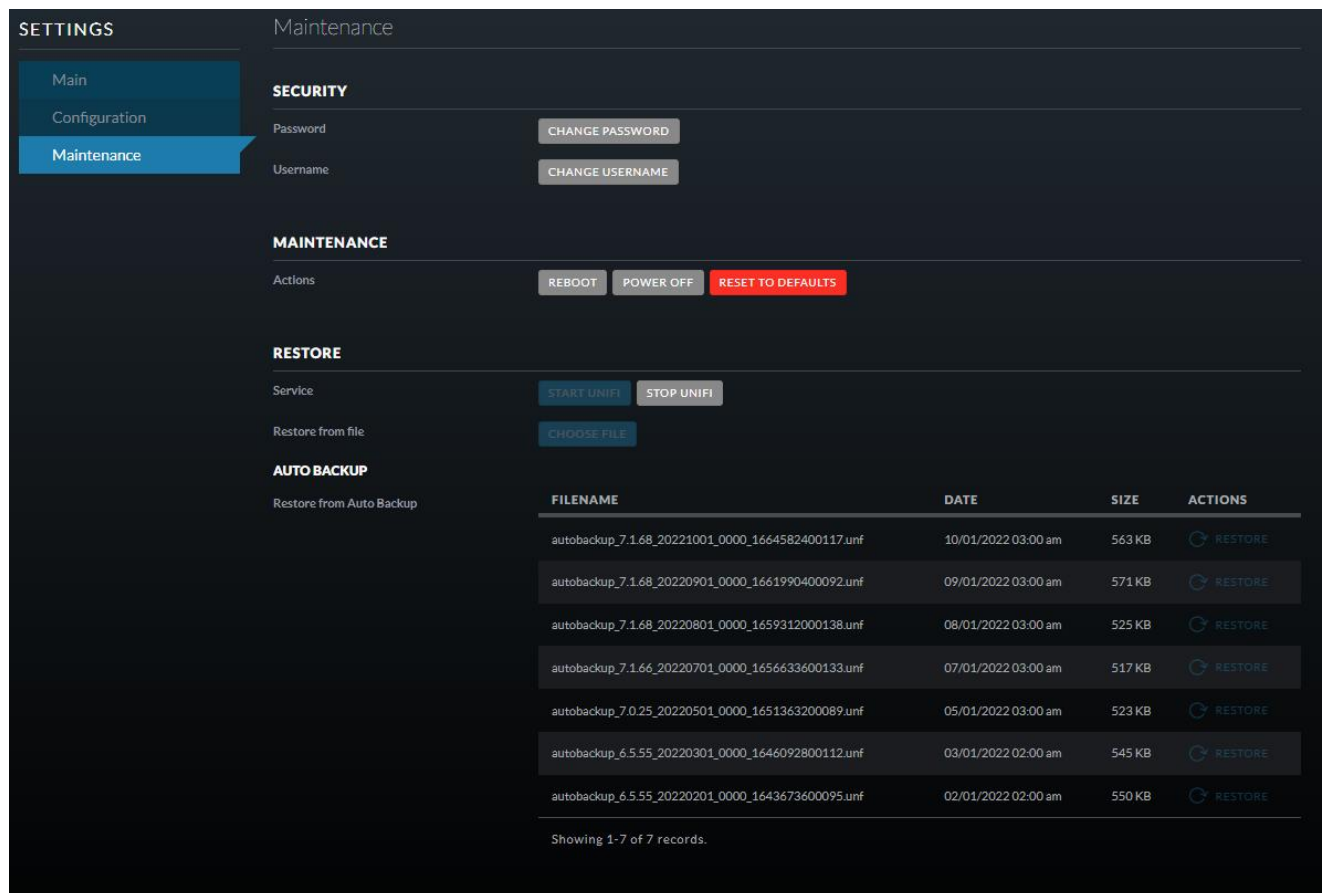 SETTINGS
Main
Configuration
Maintenance
Maintenance
SECURITY
Password CHANGE PASSWORD
Username CHANGE USERNAME
MAINTENANCE
Actions REBOOT POWER OFF RESET TO DEFAULTS
RESTORE
Service START UNIFI STOP UNIFI
Restore from file CHOOSE FILE
AUTO BACKUP
Restore from Auto Backup
FILENAME DATE SIZE ACTIONS
autobackup_7.1.68_20221001_0000_1664582400117.unf 10/01/2022 03:00 am 563 KB RESTORE
autobackup_7.1.68_20220901_0000_1661990400092.unf 09/01/2022 03:00 am 571 KB RESTORE
autobackup_7.1.68_20220801_0000_1659312000138.unf 08/01/2022 03:00 am 525 KB RESTORE
autobackup_7.1.66_20220701_0000_1656633600133.unf 07/01/2022 03:00 am 517 KB RESTORE
autobackup_7.0.25_20220501_0000_1651363200089.unf 05/01/2022 03:00 am 523 KB RESTORE
autobackup_6.5.55_20220301_0000_1646092800112.unf 03/01/2022 02:00 am 545 KB RESTORE
autobackup_6.5.55_20220201_0000_1643673600095.unf 02/01/2022 02:00 am 550 KB RESTORE
Showing 1-7 of 7 records.